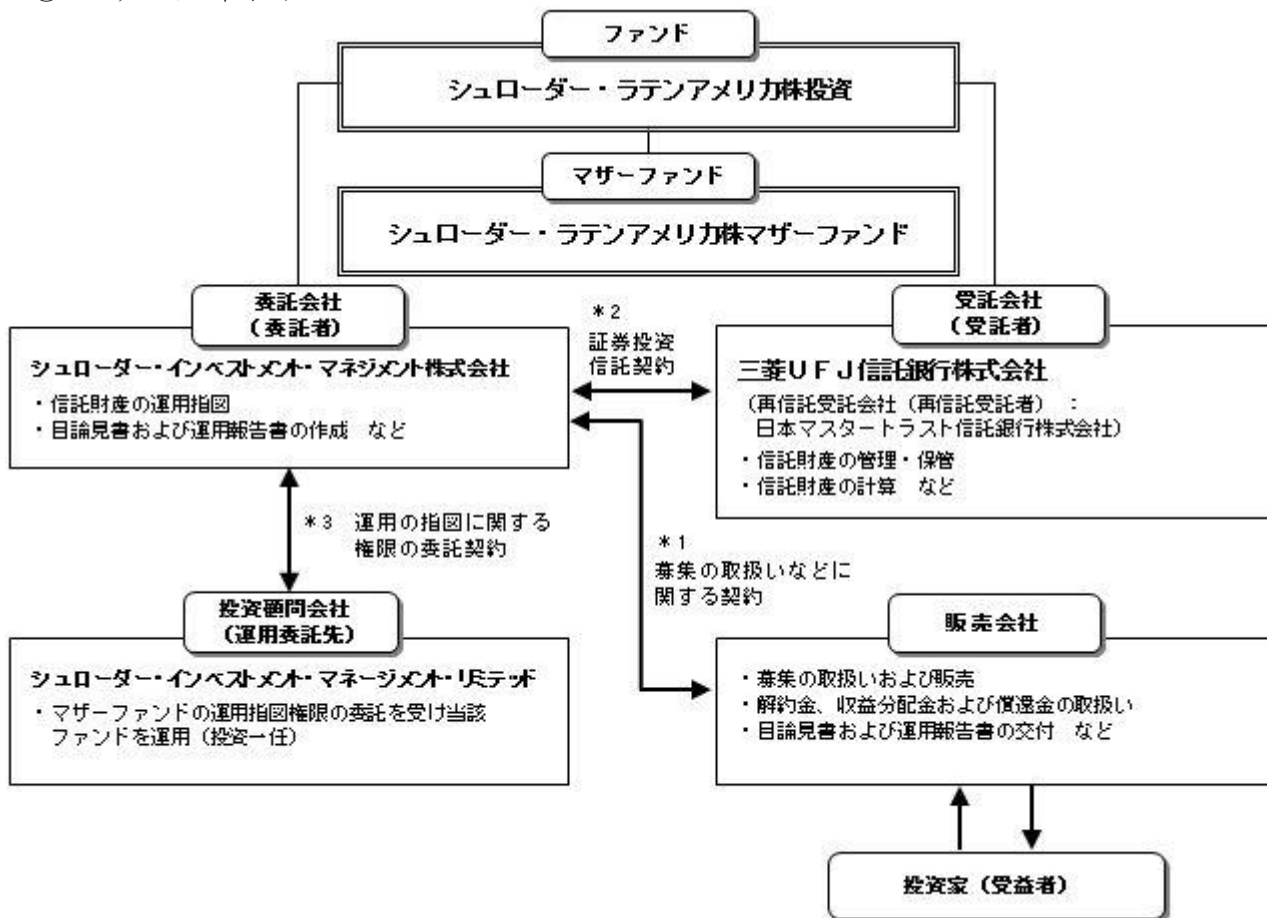 ファンド
シュローダー・ラテンアメリカ株投資
マザーファンド
シュローダー・ラテンアメリカ株マザーファンド
委託会社
(委託者)
シュローダー・インベストメント・マネジメント株式会社
・信託財産の運用指図
・目論見書および運用報告書の作成 など
*2
証券投資
信託契約
受託会社
(受託者)
三菱UFJ信託銀行株式会社
(再信託受託会社(再信託受託者) :
日本マスタートラスト信託銀行株式会社)
・信託財産の管理・保管
・信託財産の計算 など
*3 運用の指図に関する
権限の委託契約
*1
募集の取扱いなどに
関する契約
投資顧問会社
(運用委託先)
シュローダー・インベストメント・マネージメント・リミテッド
・マザーファンドの運用指図権限の委託を受け当該
ファンドを運用(投資一任)
販売会社
・募集の取扱いおよび販売
・解約金、収益分配金および償還金の取扱い
・目論見書および運用報告書の交付 など
投資家(受益者)